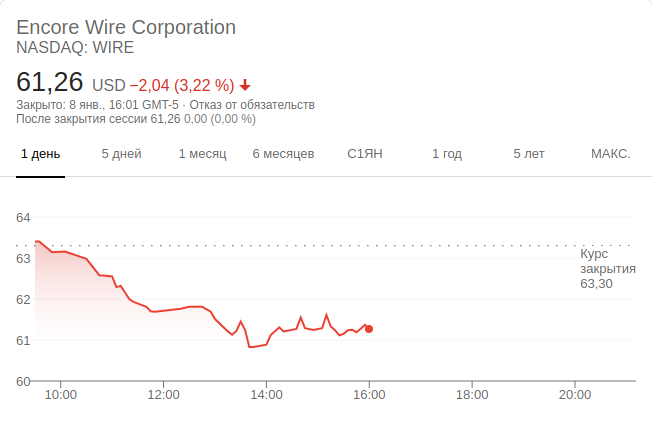 Encore Wire Corporation
NASDAQ: WIRE
61,26 USD −2,04 (3,22 %)
Закрыто: 8 янв., 16:01 GMT-5 · Отказ от обязательств
После закрытия сессии 61,26 0,00 (0,00 %)
1 день 5 дней 1 месяц 6 месяцев С1ЯН 1 год 5 лет МАКС.
64
63
62
61
60
Курс
закрытия
63,30
10:00 12:00 14:00 16:00 18:00 20:00